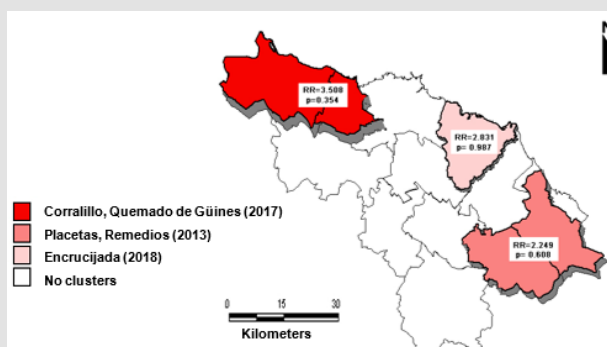 N
RR=3.508
p=0.354
RR=2.831
p= 0.987
RR=2.249
p= 0.608
Corralillo, Quemado de Güines (2017)
Placetas, Remedios (2013)
Encrucijada (2018)
No clusters
0 15 30
Kilometers